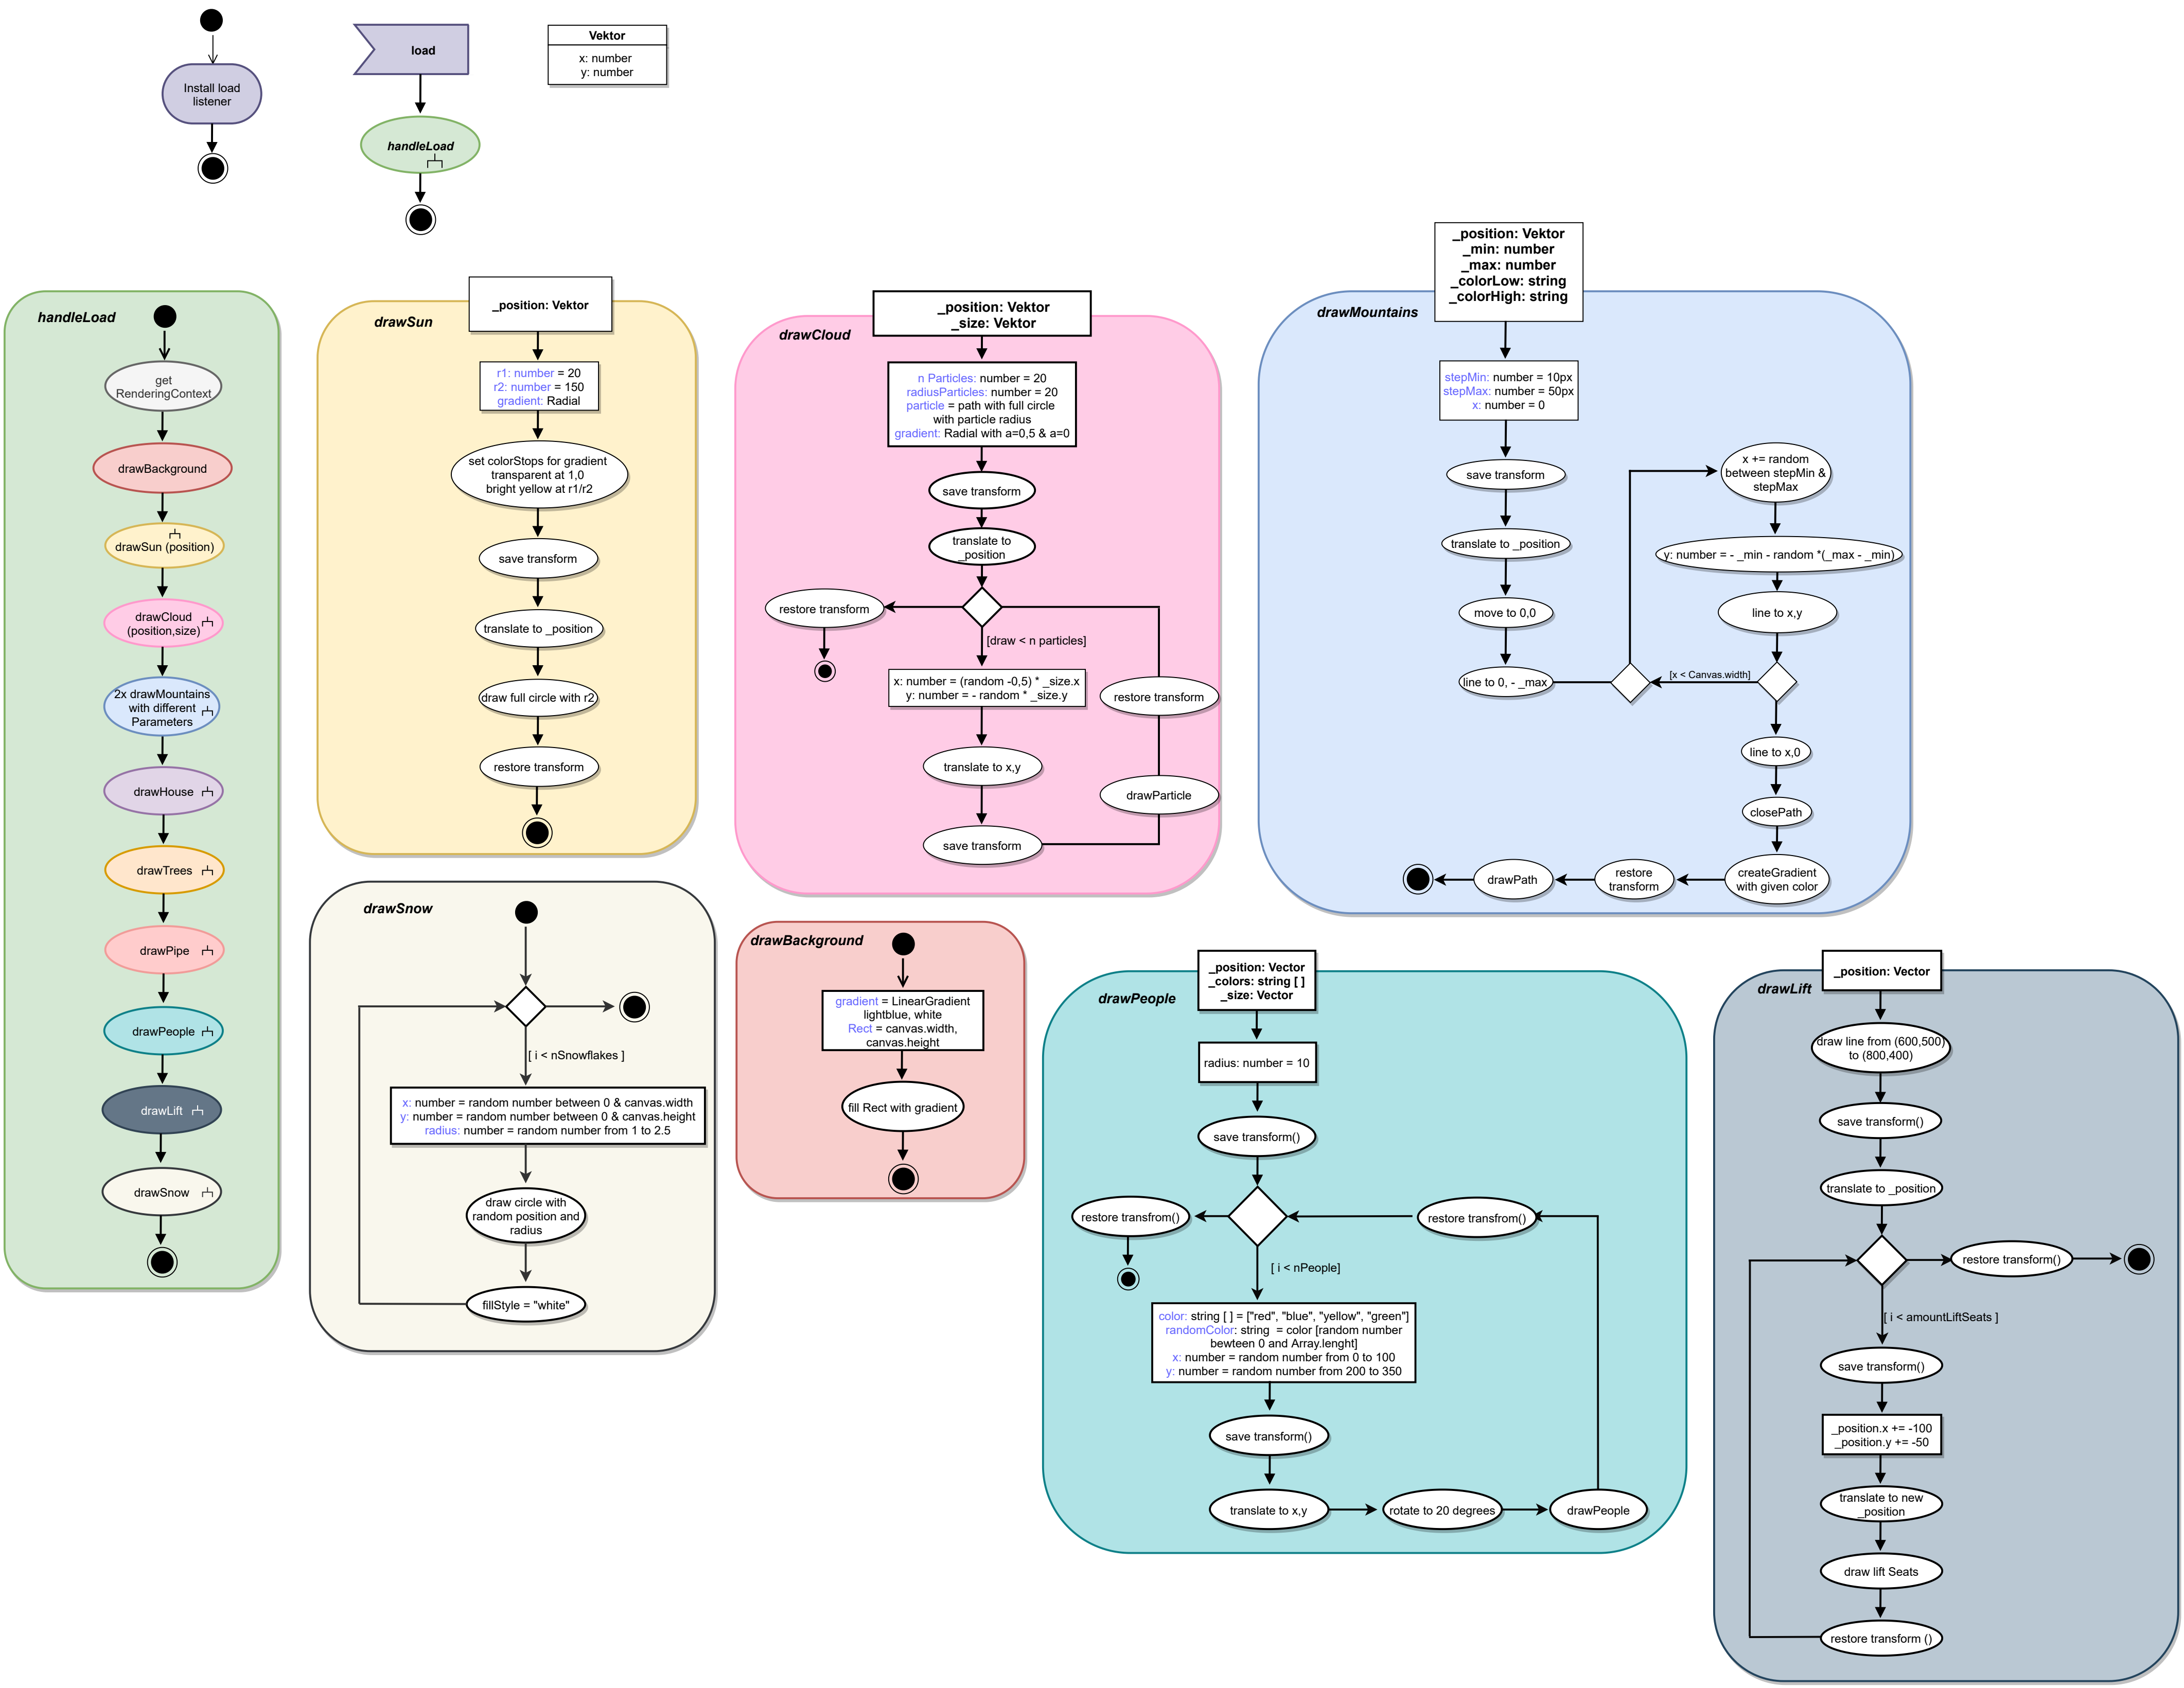 Install load
listener
load
handleLoad
Vektor
x: number
y: number
handleLoad
get
RenderingContext
drawBackground
drawSun (position)
drawCloud
(position,size)
2x drawMountains
with different
Parameters
drawHouse
drawTrees
drawPipe
drawPeople
drawLift
drawSnow
drawSun
_position: Vektor
r1: number = 20
r2: number = 150
gradient: Radial
set colorStops for gradient
transparent at 1,0
bright yellow at r1/r2
save transform
translate to _position
draw full circle with r2
restore transform
drawCloud
_position: Vektor
_size: Vektor
n Particles: number = 20
radiusParticles: number = 20
particle = path with full circle
with particle radius
gradient: Radial with a=0,5 & a=0
save transform
translate to
_position
restore transform
[draw < n particles]
x: number = (random -0,5) * _size.x
y: number = - random * _size.y
translate to x,y
save transform
drawParticle
restore transform
drawMountains
_position: Vektor
_min: number
_max: number
_colorLow: string
_colorHigh: string
stepMin: number = 10px
stepMax: number = 50px
x: number = 0
save transform
translate to _position
move to 0,0
line to 0, - _max
x += random
between stepMin &
stepMax
y: number = - _min - random *(_max - _min)
line to x,y
[x < Canvas.width]
line to x,0
closePath
createGradient
with given color
restore
transform
drawPath
drawSnow
[ i < nSnowflakes ]
x: number = random number between 0 & canvas.width
y: number = random number between 0 & canvas.height
radius: number = random number from 1 to 2.5
draw circle with
random position and
radius
fillStyle = "white"
drawBackground
gradient = LinearGradient
lightblue, white
Rect = canvas.width,
canvas.height
fill Rect with gradient
drawPeople
_position: Vector
_colors: string [ ]
_size: Vector
radius: number = 10
save transform()
restore transfrom()
restore transfrom()
[ i < nPeople]
color: string [ ] = ["red", "blue", "yellow", "green"]
randomColor: string = color [random number
bewteen 0 and Array.lenght]
x: number = random number from 0 to 100
y: number = random number from 200 to 350
save transform()
translate to x,y
rotate to 20 degrees
drawPeople
drawLift
_position: Vector
draw line from (600,500)
to (800,400)
save transform()
translate to _position
restore transform()
[ i < amountLiftSeats ]
save transform()
_position.x += -100
_position.y += -50
translate to new
_position
draw lift Seats
restore transform ()